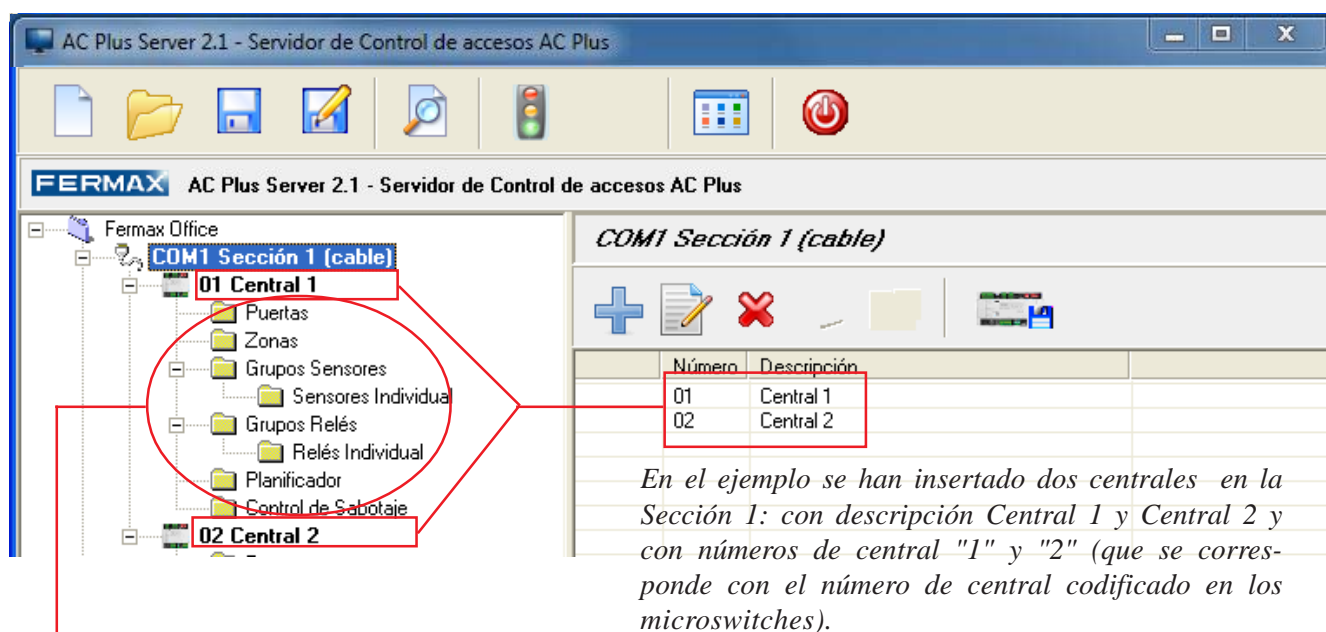 AC Plus Server 2.1 - Servidor de Control de accesos AC Plus
FERMAX AC Plus Server 2.1 - Servidor de Control de accesos AC Plus
Fermax Office
COM1 Sección 1 (cable)
01 Central 1
Puertas
Zonas
Grupos Sensores
Sensores Individual
Grupos Relés
Relés Individual
Planificador
Control de Sabotaje
02 Central 2
COM1 Sección 1 (cable)
Número Descripción
01 Central 1
02 Central 2
En el ejemplo se han insertado dos centrales en la
Sección 1: con descripción Central 1 y Central 2 y
con números de central "1" y "2" (que se corres-
ponde con el número de central codificado en los
microswitches).